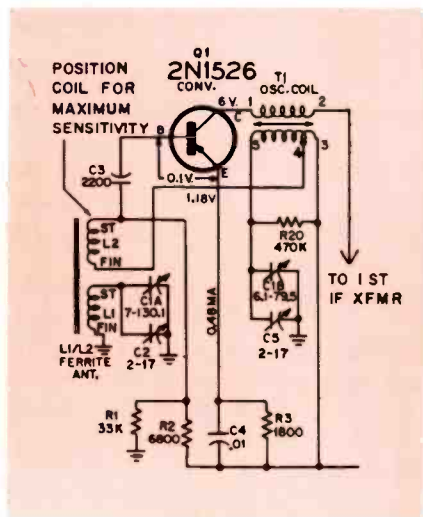 POSITION
COIL FOR
MAXIMUM
SENSITIVITY
Q1
2N1526
CONV.
T1
OSC. COIL
6V.
C
1
2
B
5
4
3
E
0.1V.
1.18V
C3
2200
R20
470K
ST
L2
FIN
ST
L1
FIN
C1A
7-130.1
C2
2-17
C1B
6.1-79.5
C5
2-17
TO 1ST
IF XFMR
0.48MA
L1/L2
FERRITE
ANT.
R1
33K
R2
6800
C4
.01
R3
1800